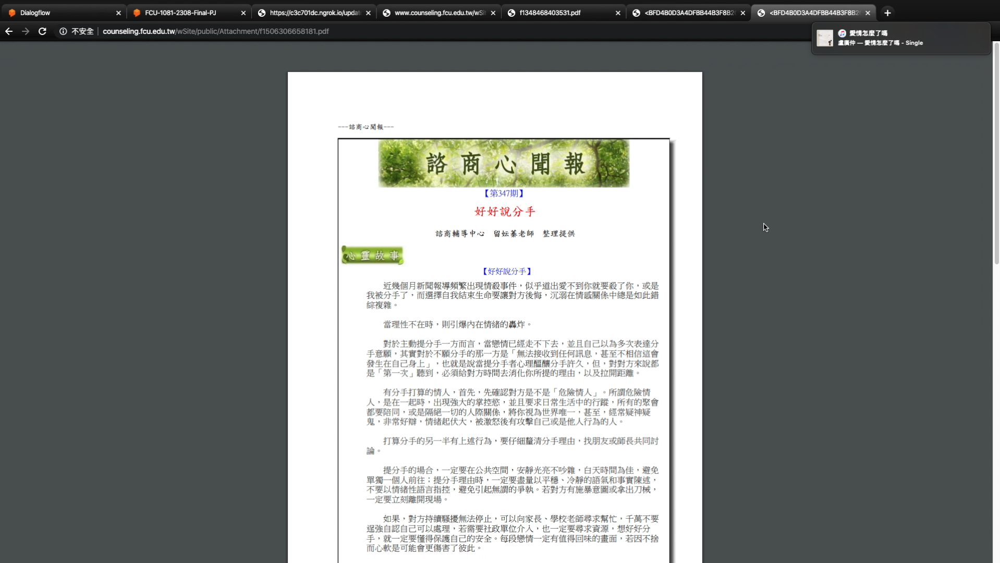 Dialogflow
FCU-1081-2308-Final-PJ
https://c3c701dc.ngrok.io/updat
www.counseling.fcu.edu.tw/wSit
f1348468403531.pdf
<BFD4B0D3A4DFBB44B3F8B20
<BFD4B0D3A4DFBB44B3F8B20
不安全
counseling.fcu.edu.tw/wSite/public/Attachment/f1506306658181.pdf
愛情怎麼了嗎
盧廣仲 — 愛情怎麼了嗎 - Single
---諮商心聞報---
諮商心聞報
【第347期】
好好說分手
諮商輔導中心 留妘蓁老師 整理提供
心靈故事
【好好說分手】
近幾個月新聞報導頻繁出現情殺事件，似乎道出愛不到你就要殺了你，或是
我被分手了，而選擇自我結束生命要讓對方後悔，沉溺在情感關係中總是如此錯
綜複雜。
當理性不在時，則引爆內在情緒的轟炸。
對於主動提分手一方而言，當戀情已經走不下去，並且自己以為多次表達分
手意願，其實對於不願分手的那一方是「無法接收到任何訊息，甚至不相信這會
發生在自己身上」，也就是說當提分手者心理醞釀分手許久，但，對對方來說都
是「第一次」聽到，必須給對方時間去消化你所提的理由，以及拉開距離。
有分手打算的情人，首先，先確認對方是不是「危險情人」。所謂危險情
人，是在一起時，出現強大的掌控慾，並且要求日常生活中的行蹤，所有的聚會
都要陪同，或是隔絕一切的人際關係，將你視為世界唯一，甚至，經常疑神疑
鬼，非常好辯，情緒起伏大，被激怒後有攻擊自己或是他人行為的人。
打算分手的另一半有上述行為，要仔細釐清分手理由，找朋友或師長共同討
論。
提分手的場合，一定要在公共空間，安靜光亮不吵雜，白天時間為佳，避免
單獨一個人前往；提分手理由時，一定要盡量以平穩、冷靜的語氣和事實陳述，
不要以情緒性語言指控，避免引起無謂的爭執。若對方有施暴意圖或拿出刀械，
一定要立刻離開現場。
如果，對方持續騷擾無法停止，可以向家長、學校老師尋求幫忙，千萬不要
逞強自認自己可以處理，若需要社政單位介入，也一定要尋求資源，想好好分
手，就一定要懂得保護自己的安全。每段戀情一定有值得回味的畫面，若因不捨
而心軟是可能會更傷害了彼此。